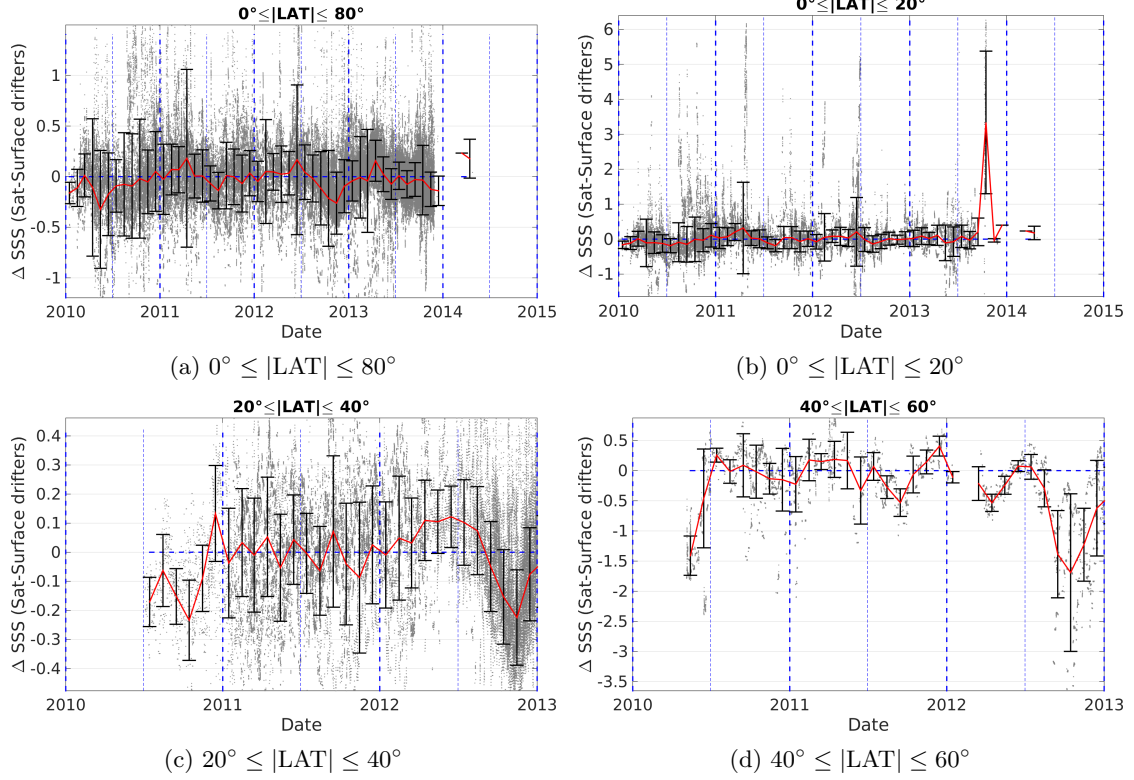 0°≤|LAT|≤ 80°
Δ SSS (Sat-Surface drifters)
1
0.5
0
-0.5
-1
2010 2011 2012 2013 2014 2015
Date
(a) 0° ≤ |LAT| ≤ 80°
0°≤|LAT|≤ 20°
Δ SSS (Sat-Surface drifters)
6
5
4
3
2
1
0
-1
2010 2011 2012 2013 2014 2015
Date
(b) 0° ≤ |LAT| ≤ 20°
20°≤|LAT|≤ 40°
Δ SSS (Sat-Surface drifters)
0.4
0.3
0.2
0.1
0
-0.1
-0.2
-0.3
-0.4
2010 2011 2012 2013
Date
(c) 20° ≤ |LAT| ≤ 40°
40°≤|LAT|≤ 60°
Δ SSS (Sat-Surface drifters)
0.5
0
-0.5
-1
-1.5
-2
-2.5
-3
-3.5
2010 2011 2012 2013
Date
(d) 40° ≤ |LAT| ≤ 60°